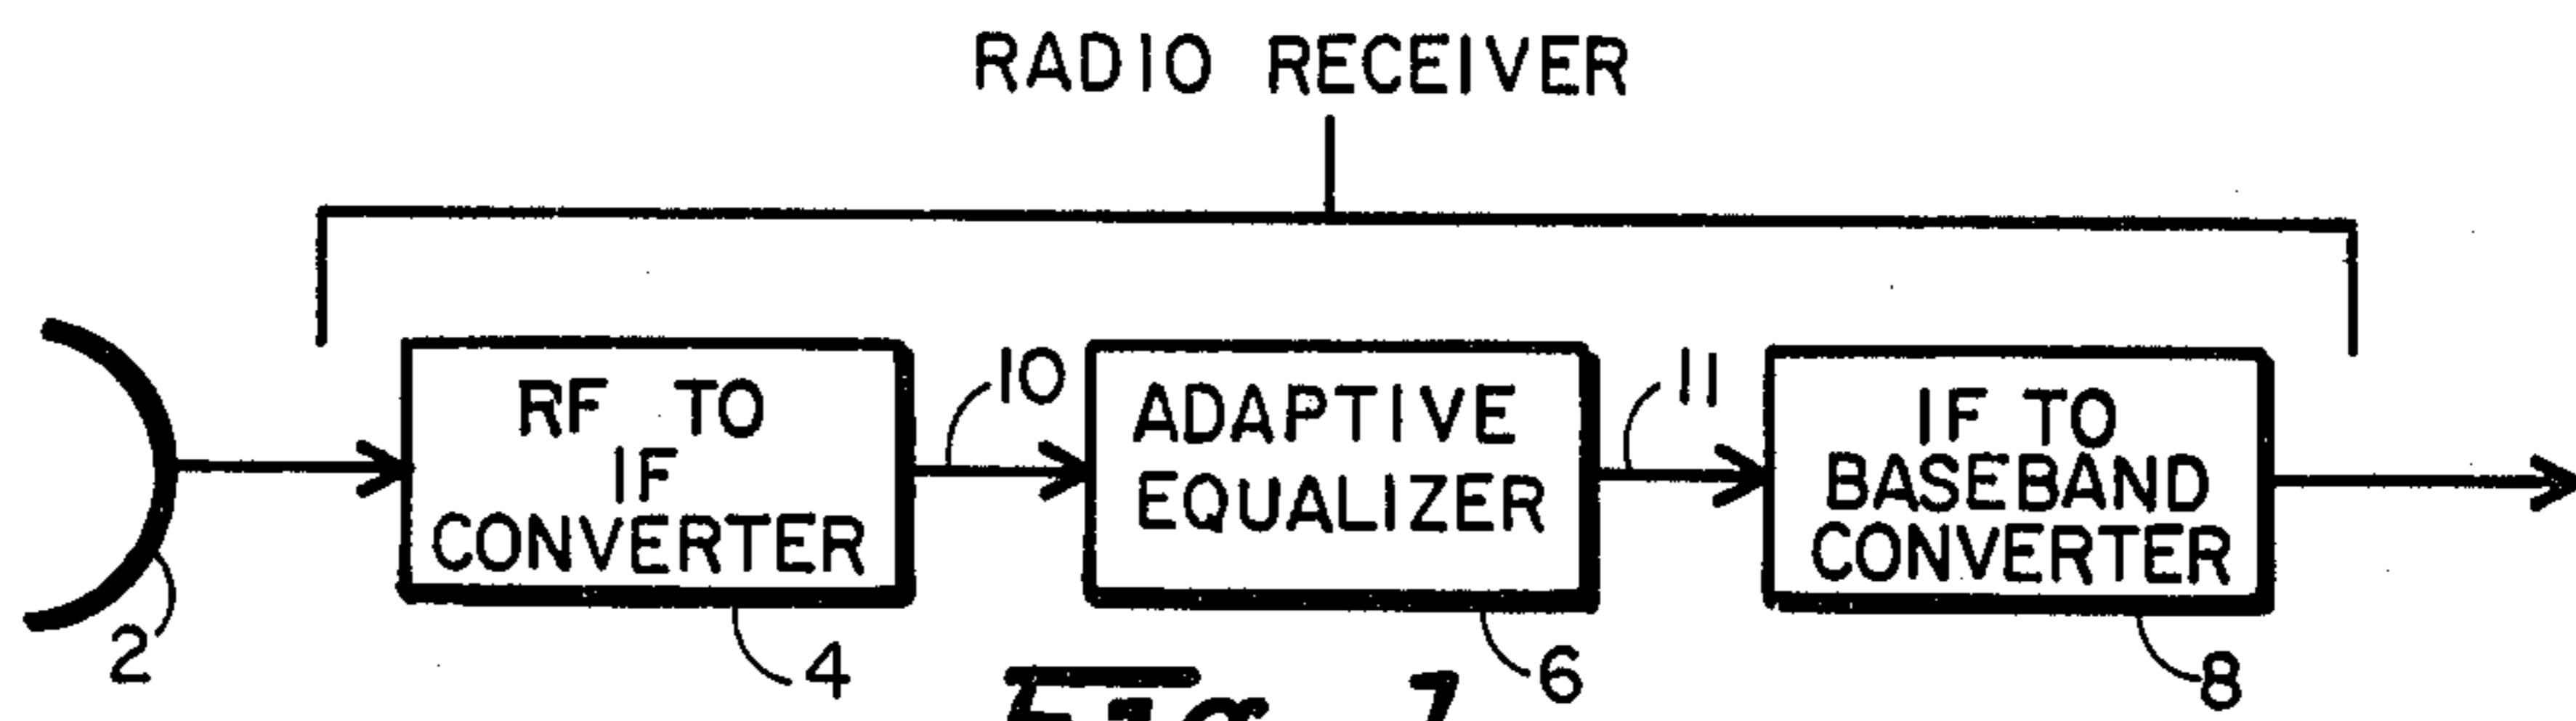 RADIO RECEIVER
RF TO
IF
CONVERTER
10
ADAPTIVE
EQUALIZER
11
IF TO
BASEBAND
CONVERTER
2
4
6
8